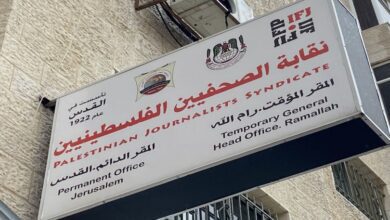 IFJ
FIP
تأسست في
القدس
عام 1922
نقابة الصحفيين الفلسطينيين
PALESTINIAN JOURNALISTS SYNDICATE
المقر المؤقت، رام الله
Temporary General
Head Office. Ramallah
المقر الدائم-القدس
Permanent Office
Jerusalem